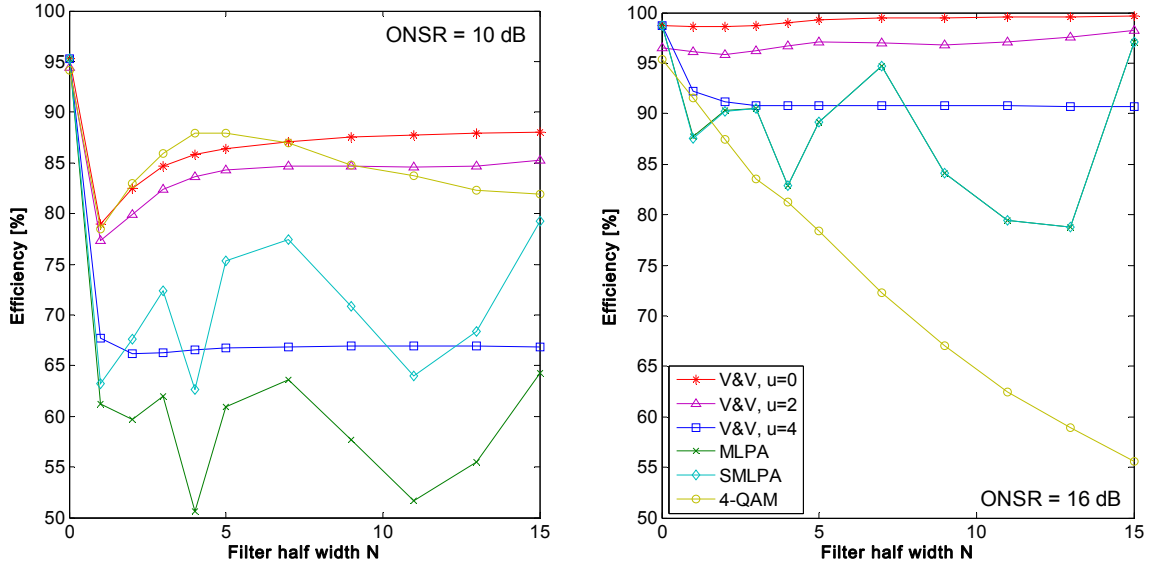 ONSR = 10 dB
Efficiency [%]
100
95
90
85
80
75
70
65
60
55
50
0 5 10 15
Filter half width N
Efficiency [%]
100
95
90
85
80
75
70
65
60
55
50
V&V, u=0
V&V, u=2
V&V, u=4
MLPA
SMLPA
4-QAM
ONSR = 16 dB
0 5 10 15
Filter half width N